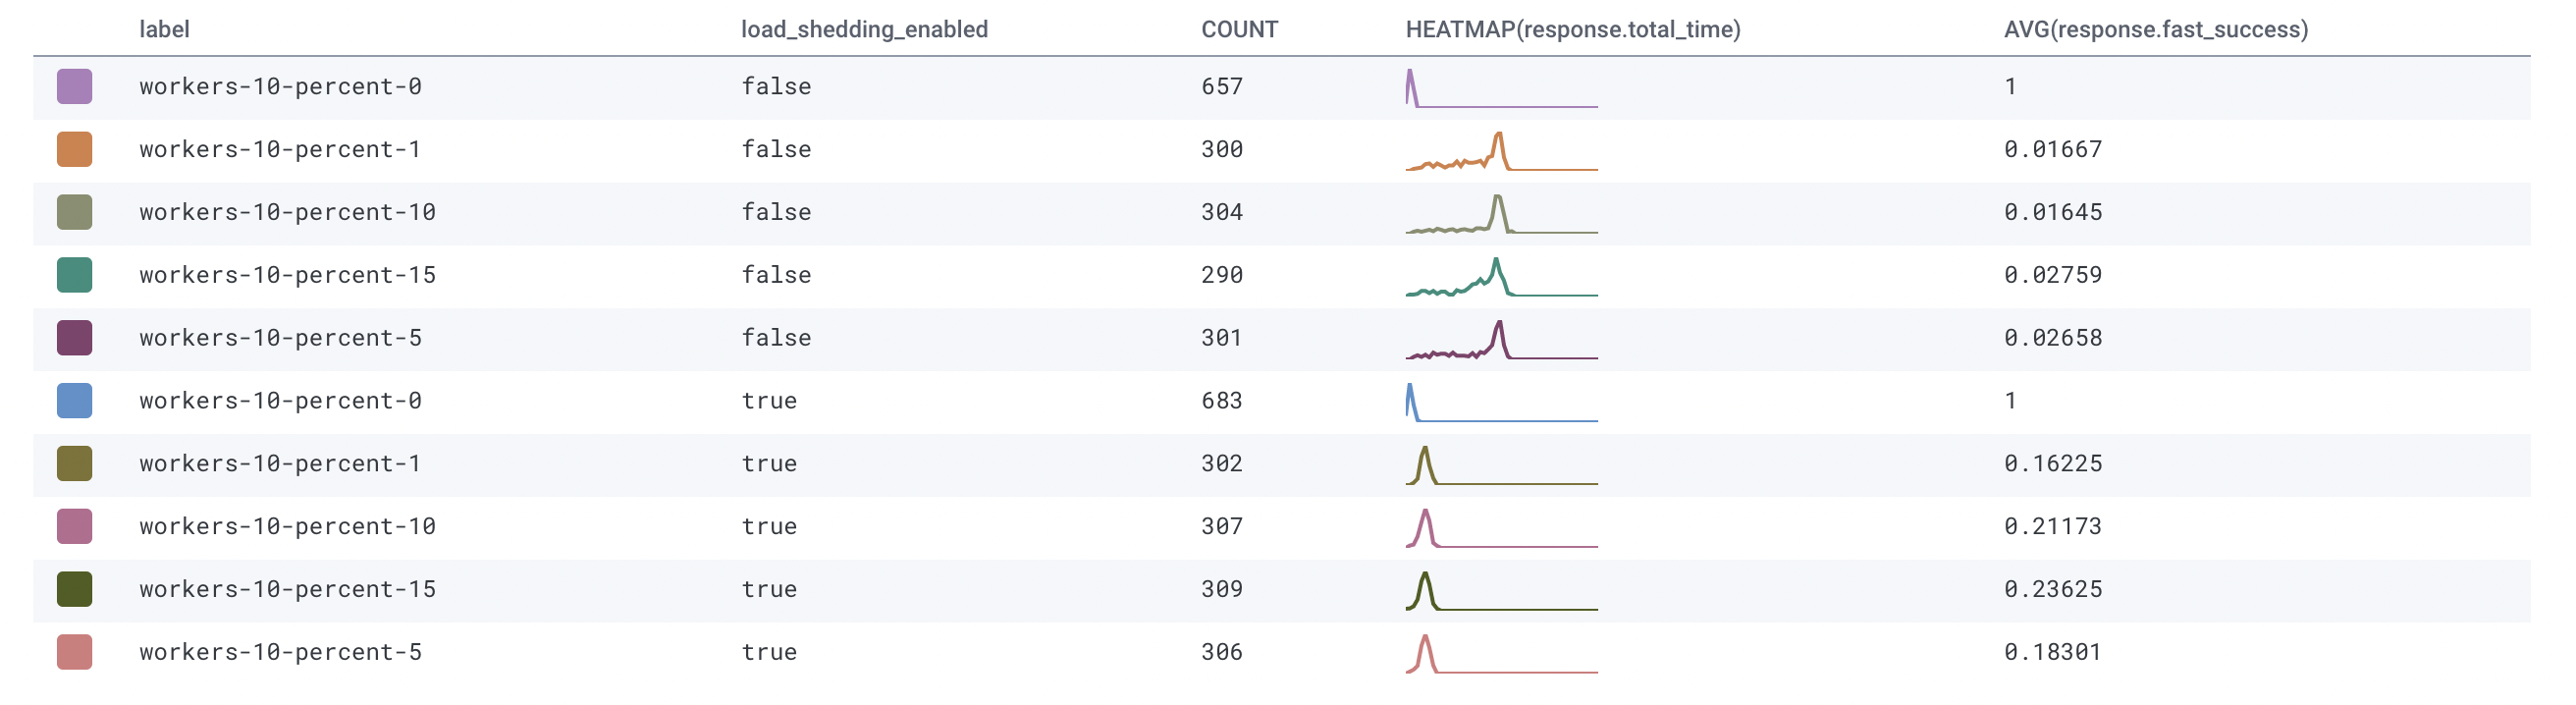 label load_shedding_enabled COUNT HEATMAP(response.total_time) AVG(response.fast_success)
workers-10-percent-0 false 657 1
workers-10-percent-1 false 300 0.01667
workers-10-percent-10 false 304 0.01645
workers-10-percent-15 false 290 0.02759
workers-10-percent-5 false 301 0.02658
workers-10-percent-0 true 683 1
workers-10-percent-1 true 302 0.16225
workers-10-percent-10 true 307 0.21173
workers-10-percent-15 true 309 0.23625
workers-10-percent-5 true 306 0.18301